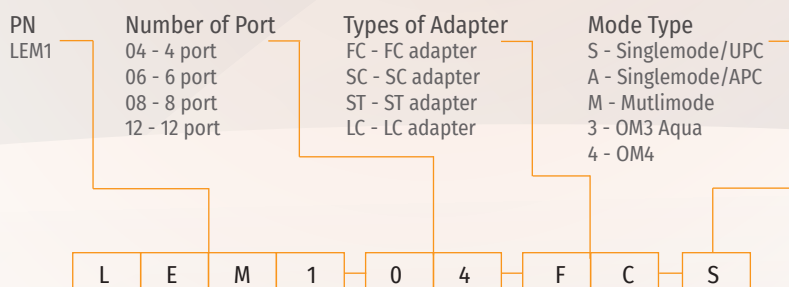 PN
LEM1
Number of Port
04 - 4 port
06 - 6 port
08 - 8 port
12 - 12 port
Types of Adapter
FC - FC adapter
SC - SC adapter
ST - ST adapter
LC - LC adapter
Mode Type
S - Singlemode/UPC
A - Singlemode/APC
M - Mutlimode
3 - OM3 Aqua
4 - OM4
L E M 1 - 0 4 - F C - S